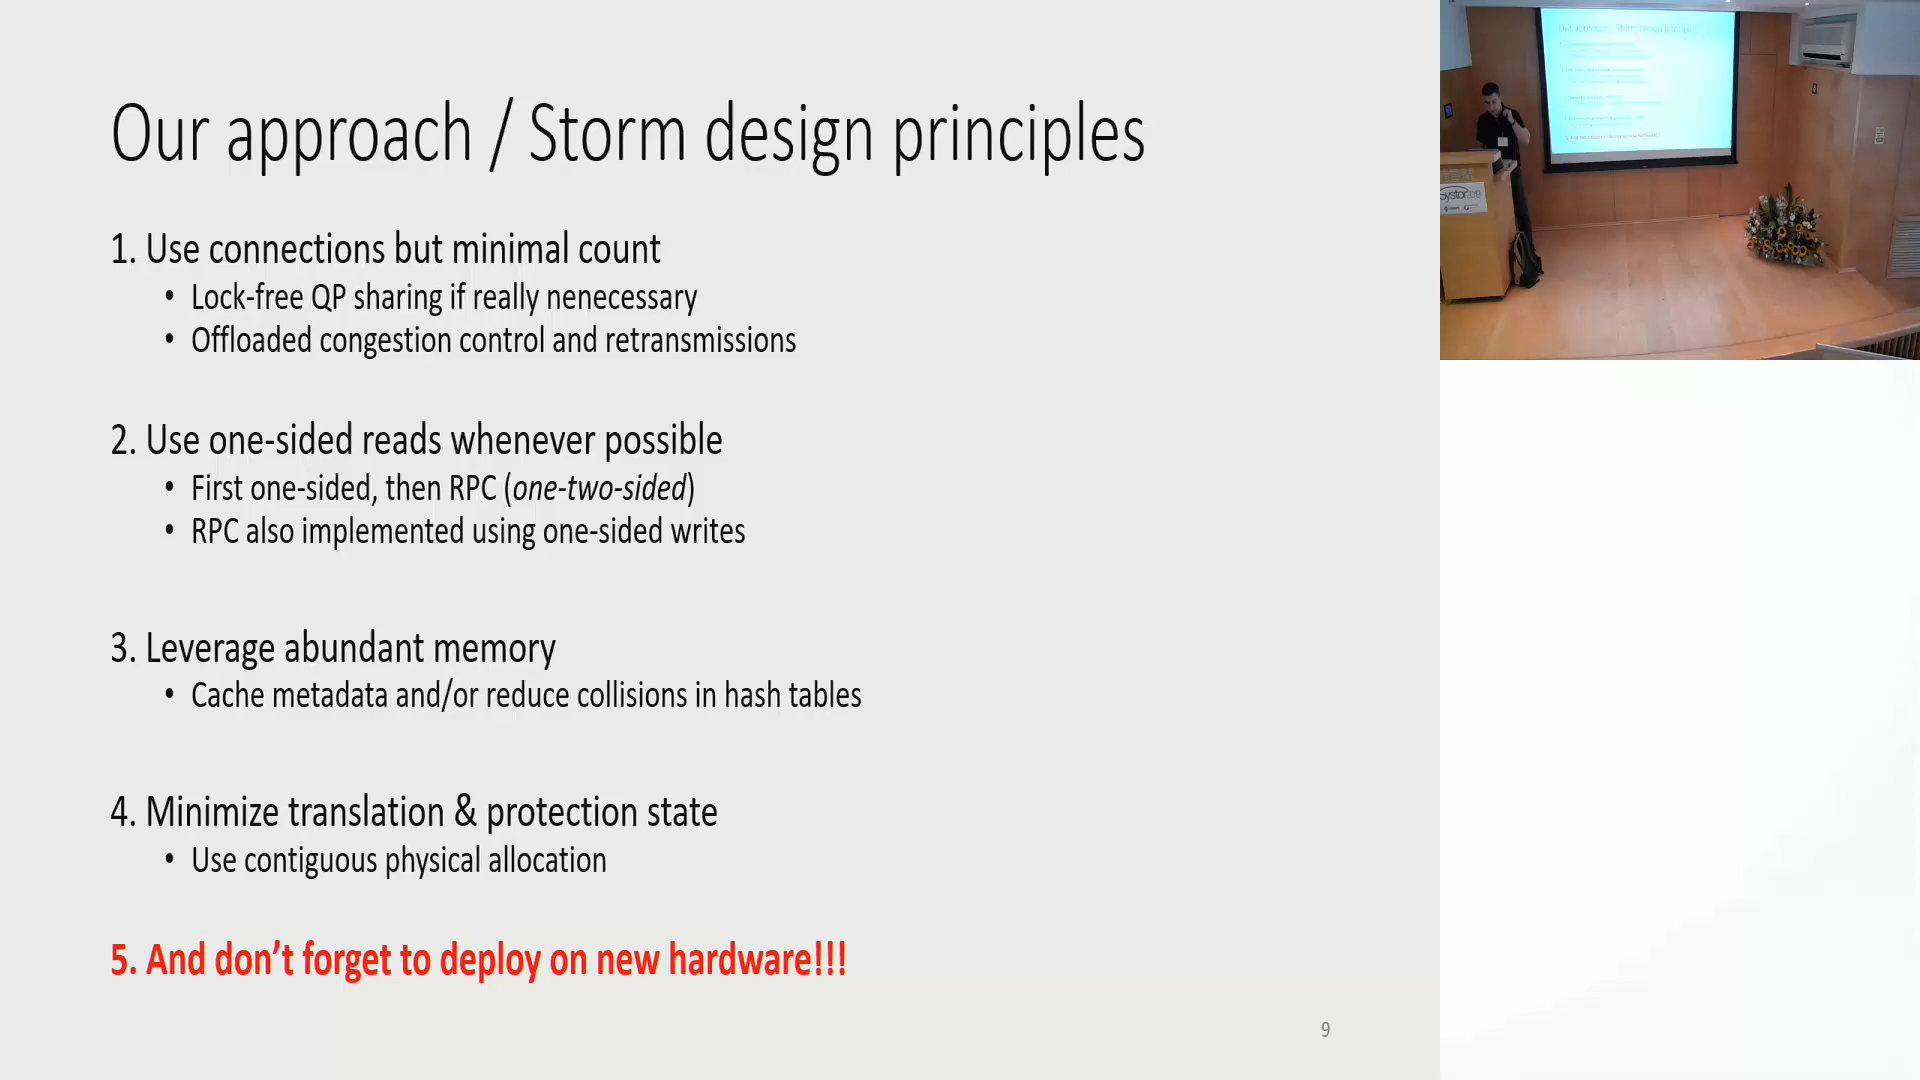 Our approach / Storm design principles
1. Use connections but minimal count
• Lock-free QP sharing if really nenecessary
• Offloaded congestion control and retransmissions
2. Use one-sided reads whenever possible
• First one-sided, then RPC (one-two-sided)
• RPC also implemented using one-sided writes
3. Leverage abundant memory
• Cache metadata and/or reduce collisions in hash tables
4. Minimize translation & protection state
• Use contiguous physical allocation
5. And don’t forget to deploy on new hardware!!!
9